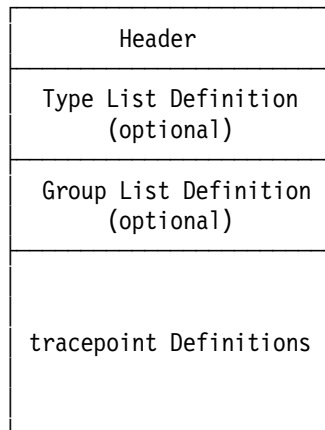 Header
Type List Definition
(optional)
Group List Definition
(optional)
tracepoint Definitions